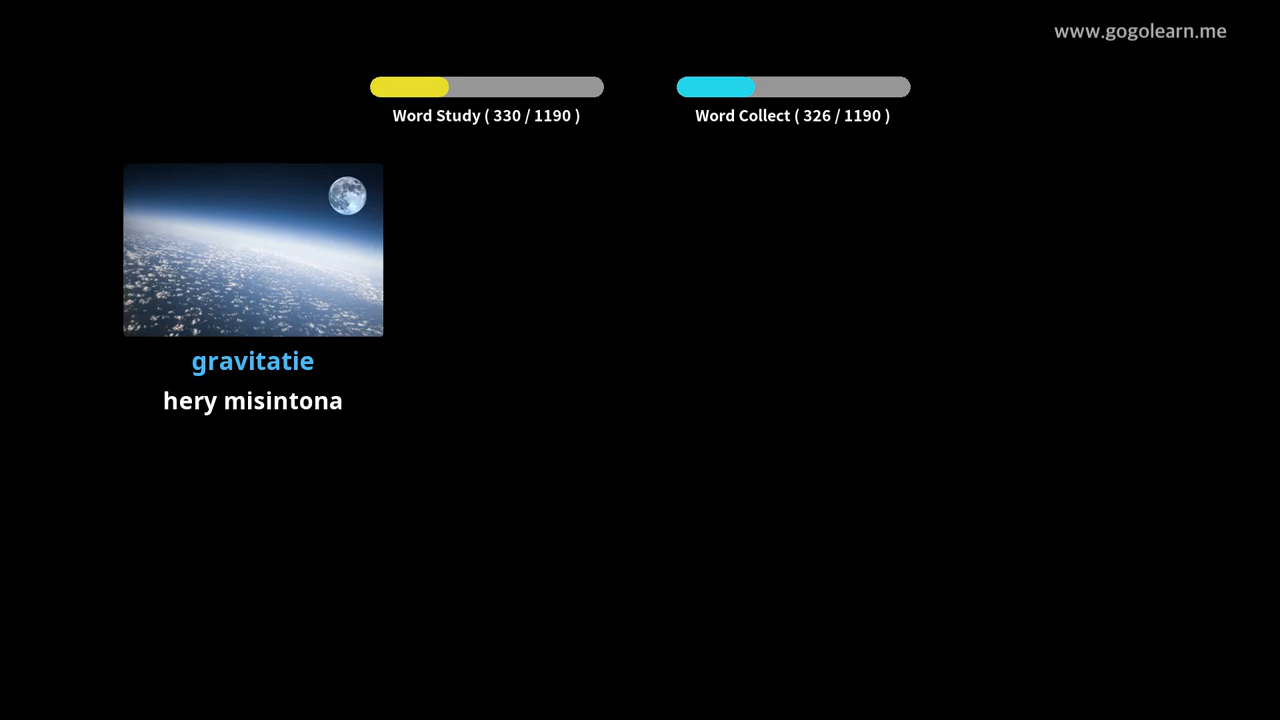 www.gogolearn.me
Word Study ( 330 / 1190 )
Word Collect ( 326 / 1190 )
gravitatie
hery misintona